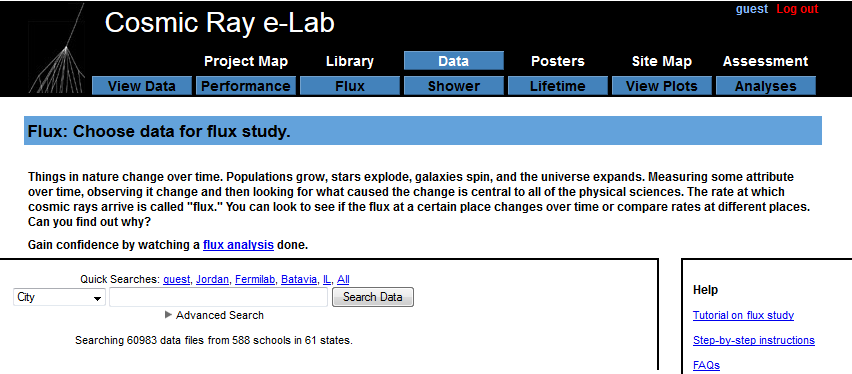 guest Log out
Cosmic Ray e-Lab
Project Map Library Data Posters Site Map Assessment
View Data Performance Flux Shower Lifetime View Plots Analyses
Flux: Choose data for flux study.
Things in nature change over time. Populations grow, stars explode, galaxies spin, and the universe expands. Measuring some attribute
over time, observing it change and then looking for what caused the change is central to all of the physical sciences. The rate at which
cosmic rays arrive is called "flux." You can look to see if the flux at a certain place changes over time or compare rates at different places.
Can you find out why?
Gain confidence by watching a flux analysis done.
Quick Searches: guest, Jordan, Fermilab, Batavia, IL, All
City Search Data
Advanced Search
Searching 60983 data files from 588 schools in 61 states.
Help
Tutorial on flux study
Step-by-step instructions
FAQs